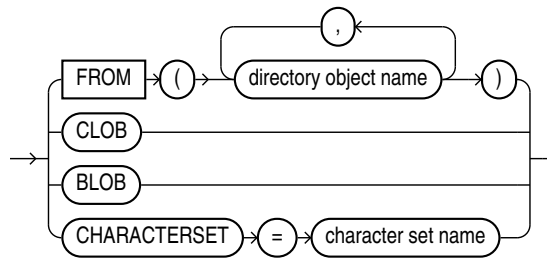 ,
FROM ( directory object name )
CLOB
BLOB
CHARACTERSET = character set name